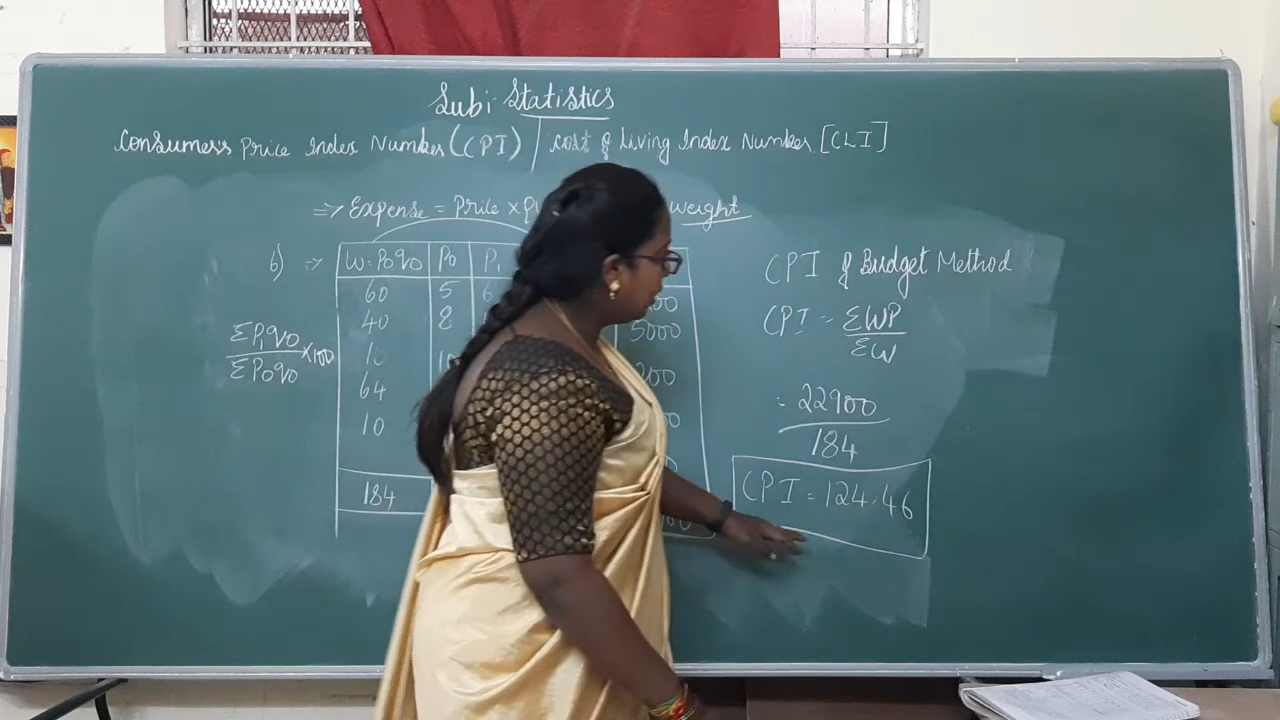 Subi-Statistics
Consumers Price Index Number (CPI) | Cost of Living Index Number [CLI]
=> Expense = Price × weight
b) => W=P0q0 P0 P1
60 5 6
40 8 5000
64
10
184
ΣP1q0 / ΣP0q0 ×100
CPI of Budget Method
CPI = ΣWP / ΣW
= 22900 / 184
CPI = 124.46